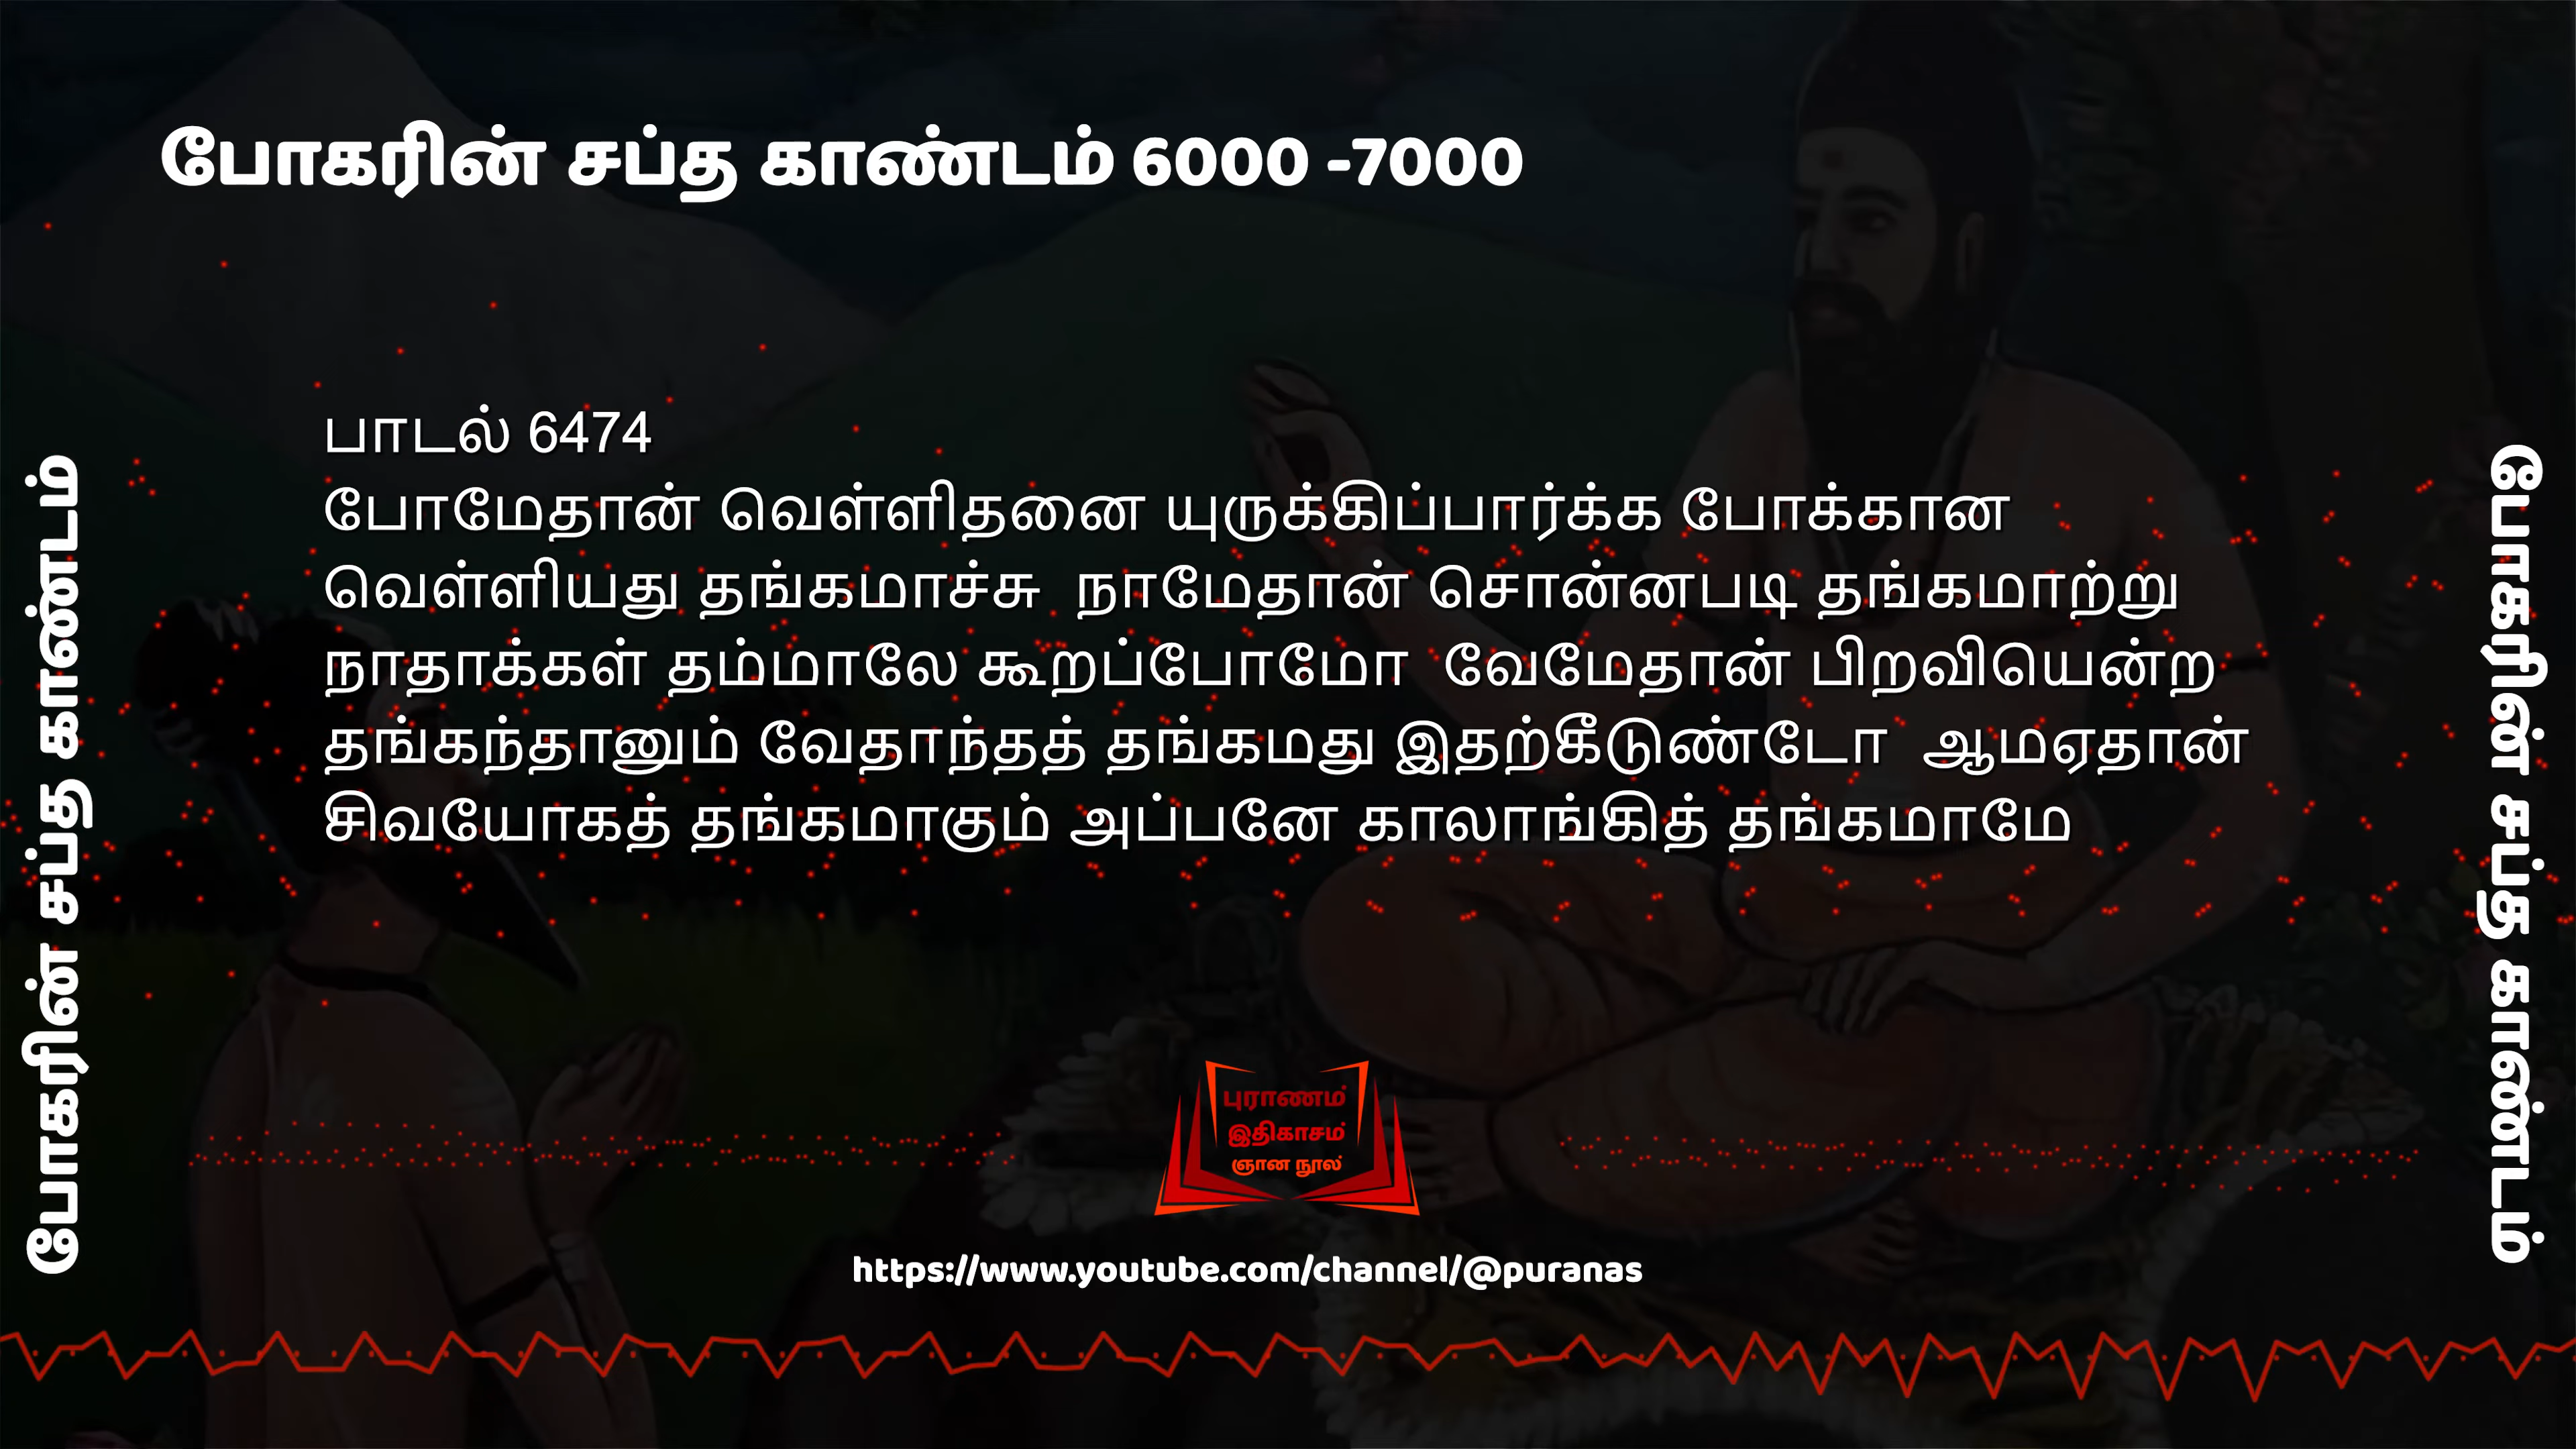 போகரின் சப்த காண்டம் 6000 -7000
போகரின் சப்த காண்டம்
பாடல் 6474
போமேதான் வெள்ளிதனை யுருக்கிப்பார்க்க போக்கான
வெள்ளியது தங்கமாச்சு நாமேதான் சொன்னபடி தங்கமாற்று
நாதாக்கள் தம்மாலே கூறப்போமோ வேமேதான் பிறவியென்ற
தங்கந்தானும் வேதாந்தத் தங்கமது இதற்கீடுண்டோ ஆமஏதான்
சிவயோகத் தங்கமாகும் அப்பனே காலாங்கித் தங்கமாமே
போகரின் சப்த காண்டம்
புராணம்
இதிகாசம்
ஞான நூல்
https://www.youtube.com/channel/@puranas